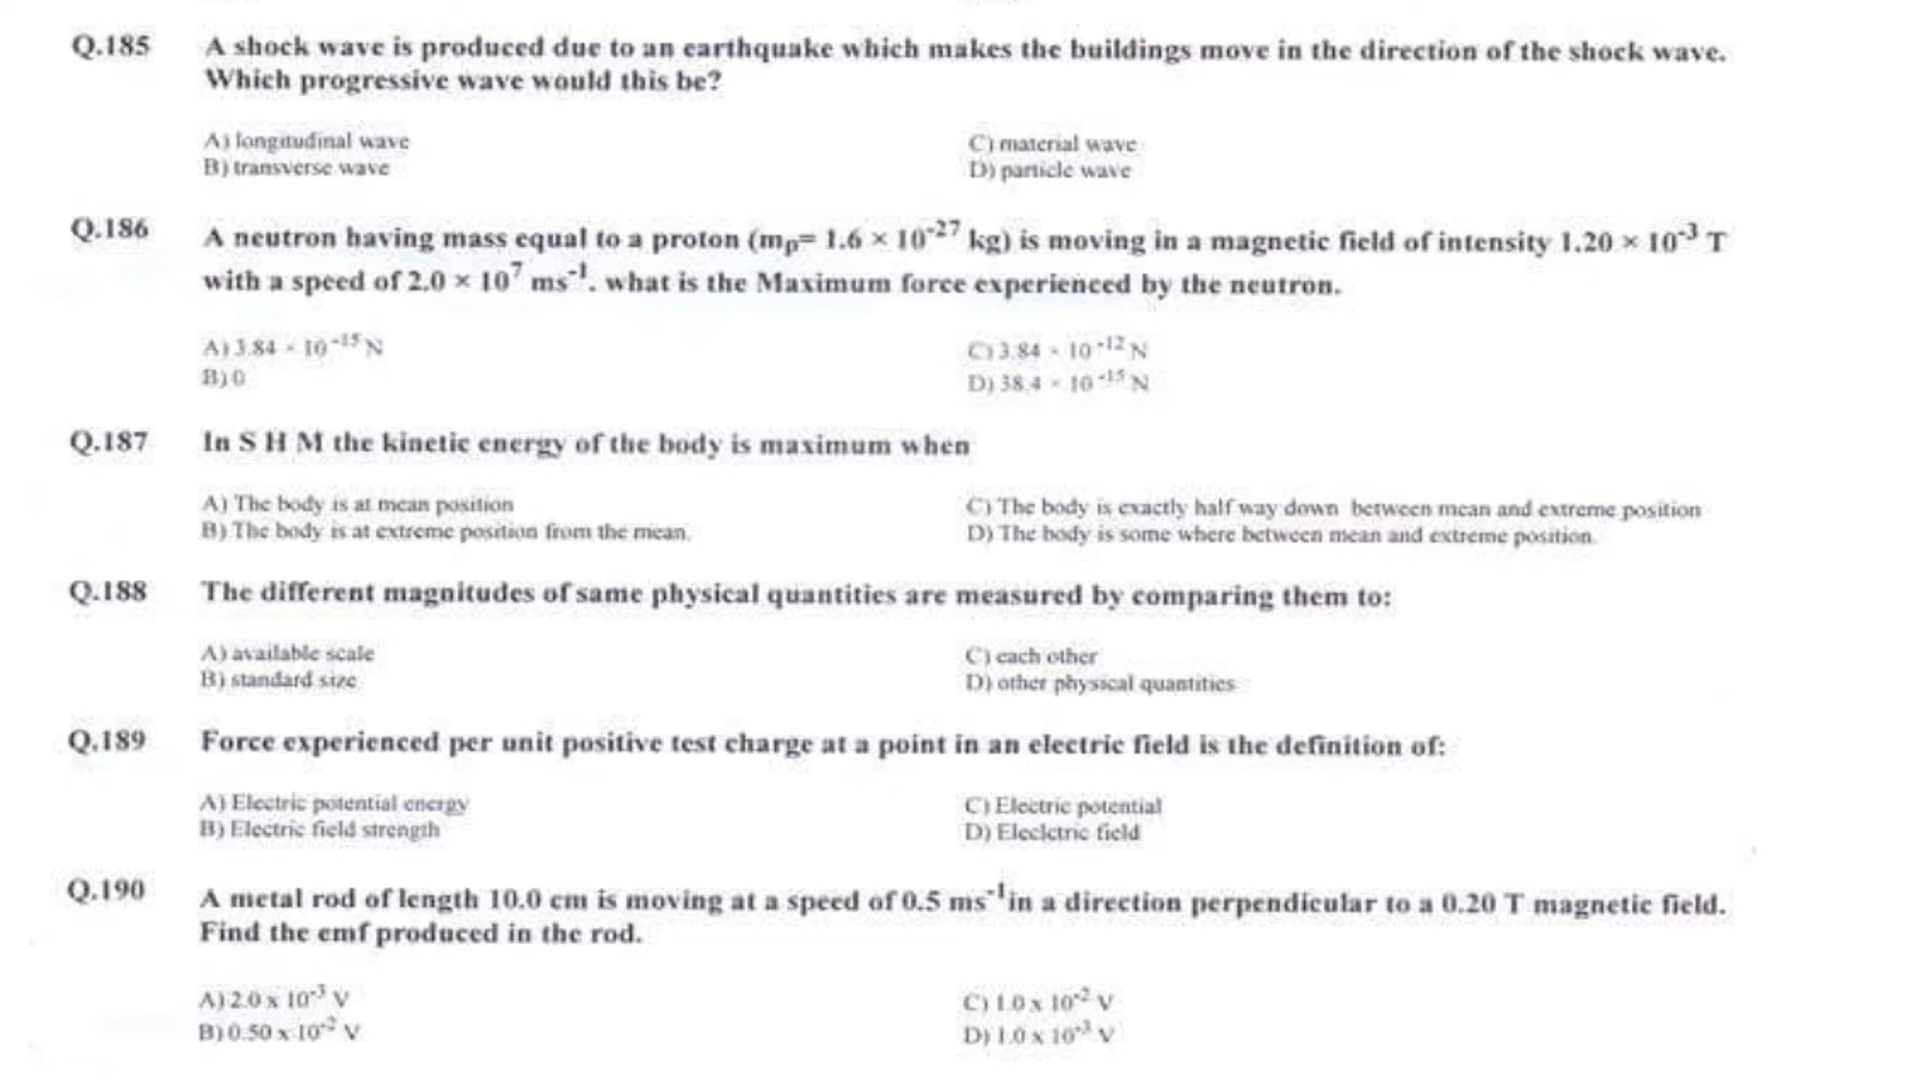 Q.185 A shock wave is produced due to an earthquake which makes the buildings move in the direction of the shock wave.
Which progressive wave would this be?
A) longitudinal wave
B) transverse wave
C) material wave
D) particle wave
Q.186 A neutron having mass equal to a proton (mₚ= 1.6 × 10⁻²⁷ kg) is moving in a magnetic field of intensity 1.20 × 10⁻³ T
with a speed of 2.0 × 10⁷ ms⁻¹. what is the Maximum force experienced by the neutron.
A) 3.84 × 10⁻¹⁵ N
B) 0
C) 3.84 × 10⁻¹² N
D) 38.4 × 10⁻¹⁵ N
Q.187 In S H M the kinetic energy of the body is maximum when
A) The body is at mean position
B) The body is at extreme position from the mean.
C) The body is exactly half way down between mean and extreme position
D) The body is some where between mean and extreme position.
Q.188 The different magnitudes of same physical quantities are measured by comparing them to:
A) available scale
B) standard size
C) each other
D) other physical quantities
Q.189 Force experienced per unit positive test charge at a point in an electric field is the definition of:
A) Electric potential energy
B) Electric field strength
C) Electric potential
D) Elecletric field
Q.190 A metal rod of length 10.0 cm is moving at a speed of 0.5 ms⁻¹in a direction perpendicular to a 0.20 T magnetic field.
Find the emf produced in the rod.
A) 2.0 x 10⁻³ V
B) 0.50 x 10⁻² V
C) 1.0 x 10⁻² V
D) 1.0 x 10⁻³ V